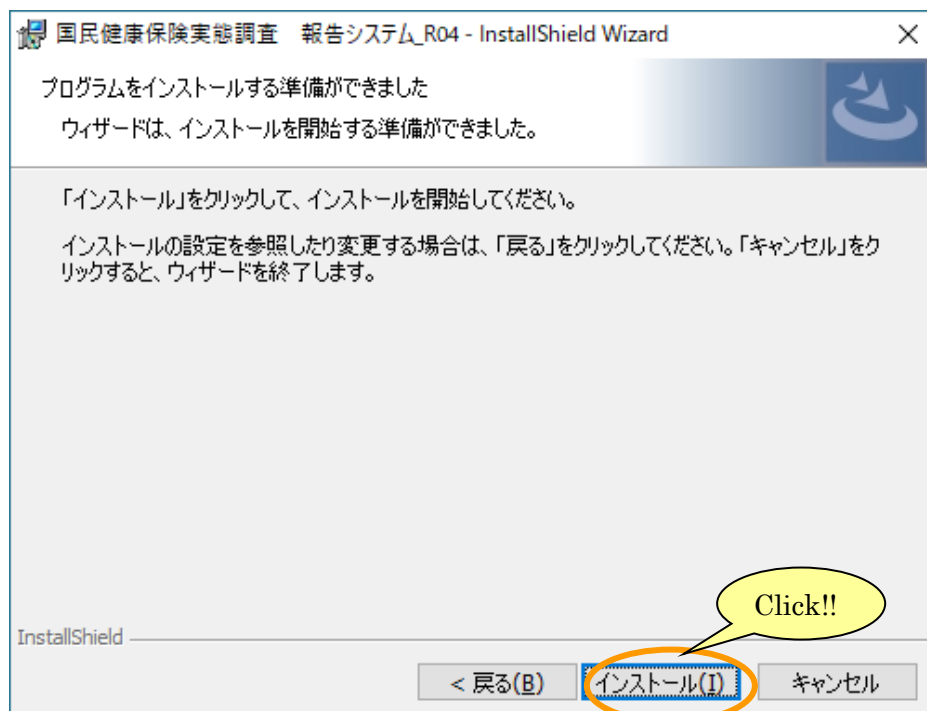 国民健康保険実態調査　報告システム_R04 - InstallShield Wizard
プログラムをインストールする準備ができました
ウィザードは、インストールを開始する準備ができました。
「インストール」をクリックして、インストールを開始してください。
インストールの設定を参照したり変更する場合は、「戻る」をクリックしてください。「キャンセル」をク
リックすると、ウィザードを終了します。
Click!!
InstallShield
< 戻る(B) インストール(I) キャンセル